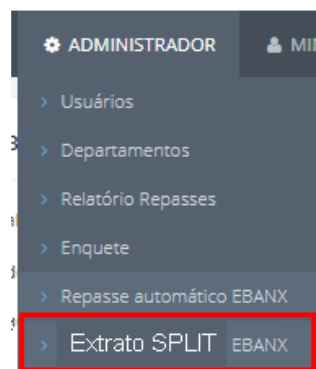 ADMINISTRADOR
Usuários
Departamentos
Relatório Repasses
Enquete
Repasse automático EBANX
Extrato SPLIT EBANX